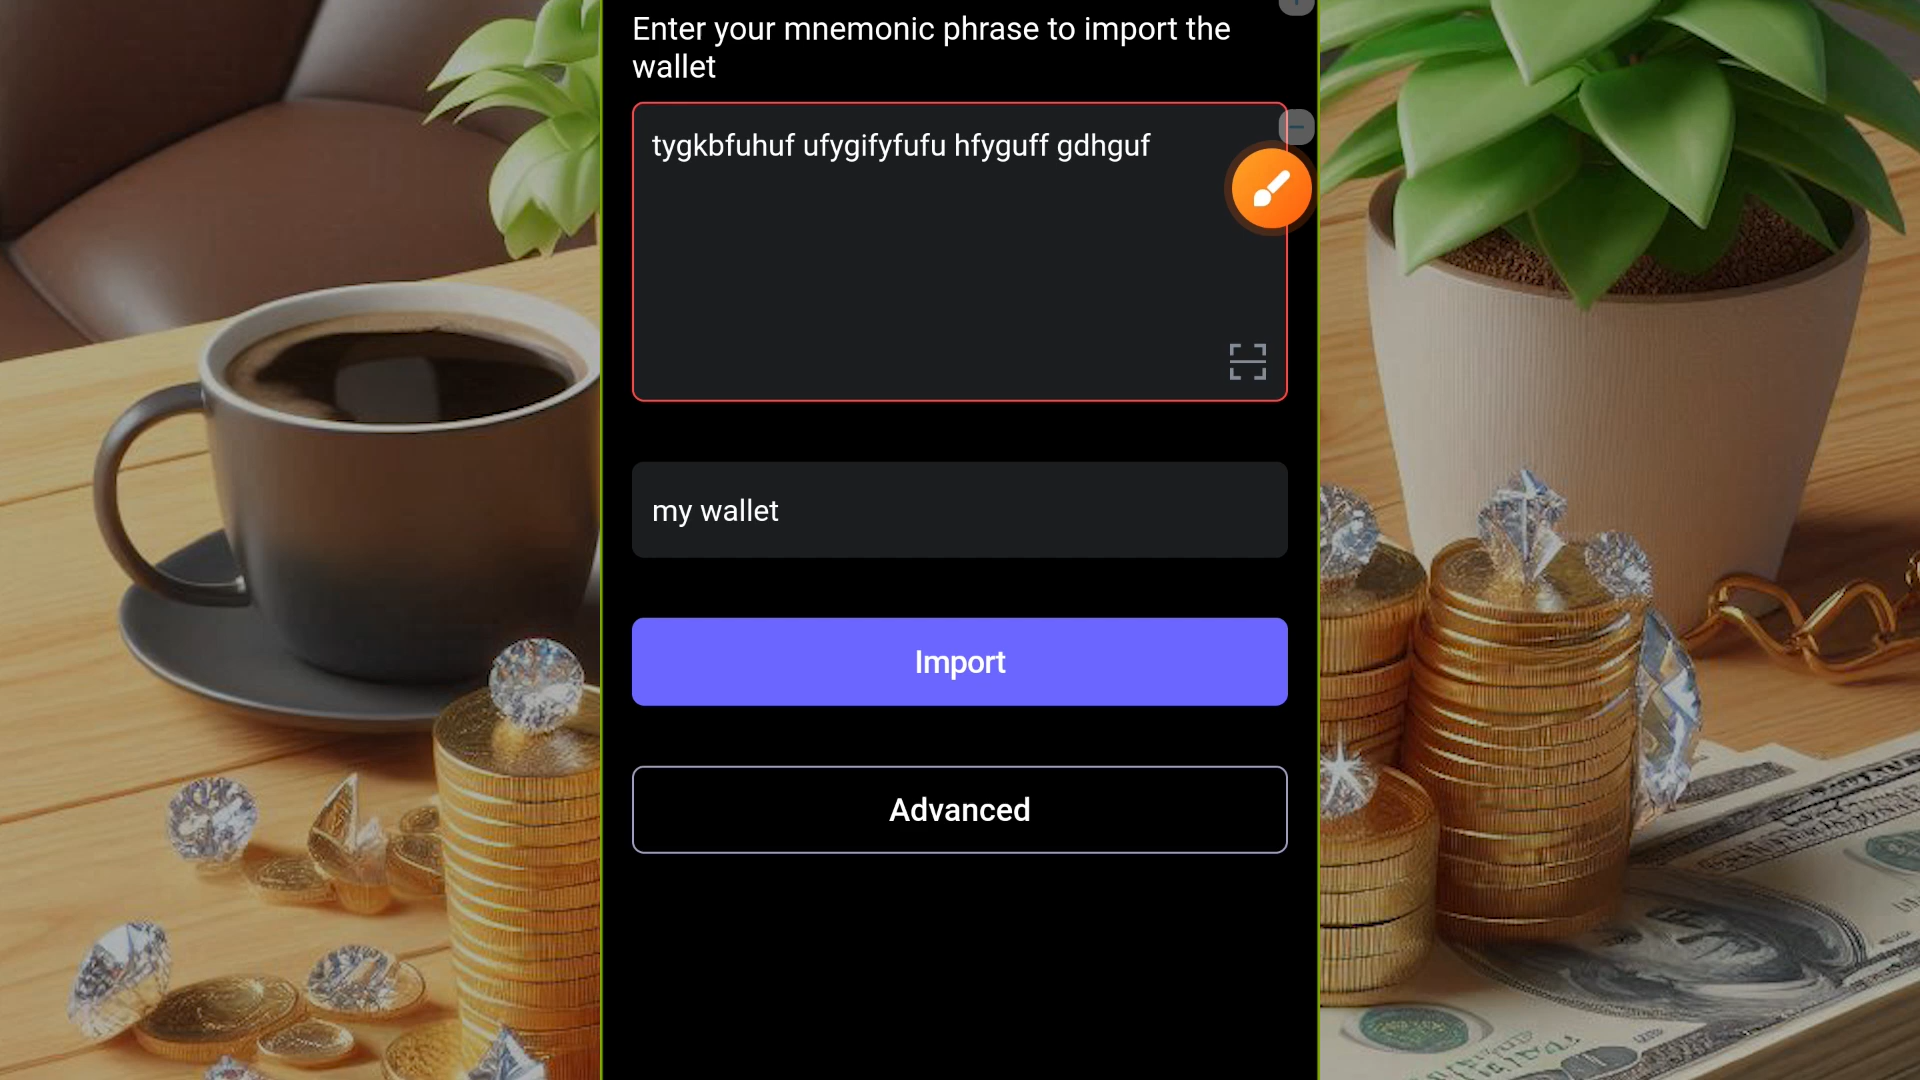 Enter your mnemonic phrase to import the
wallet
tygkbfuhuf ufygifyfufu hfyguff gdhguf
my wallet
Import
Advanced